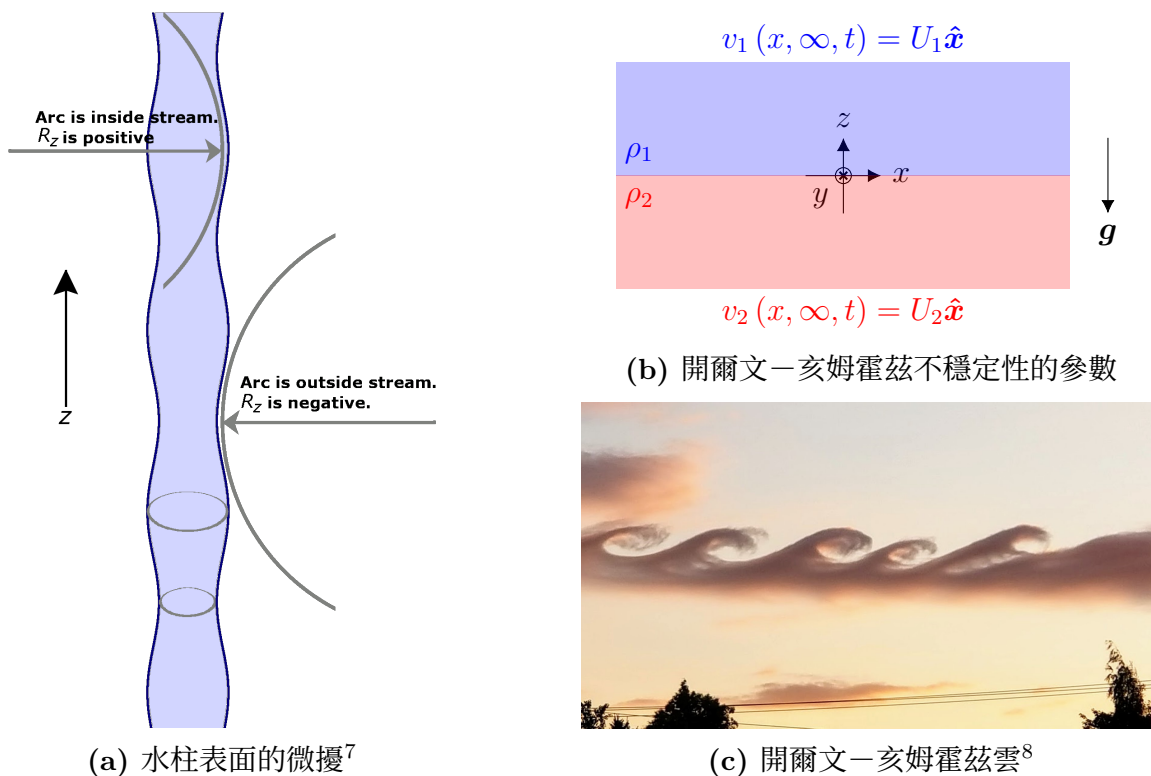 Arc is inside stream.
R_z is positive
z
Arc is outside stream.
R_z is negative.
(a) 水柱表面的微擾⁷
v₁ (x, ∞, t) = U₁x̂
ρ₁
z
x
ρ₂
y
g
v₂ (x, ∞, t) = U₂x̂
(b) 開爾文－亥姆霍茲不穩定性的參數
(c) 開爾文－亥姆霍茲雲⁸